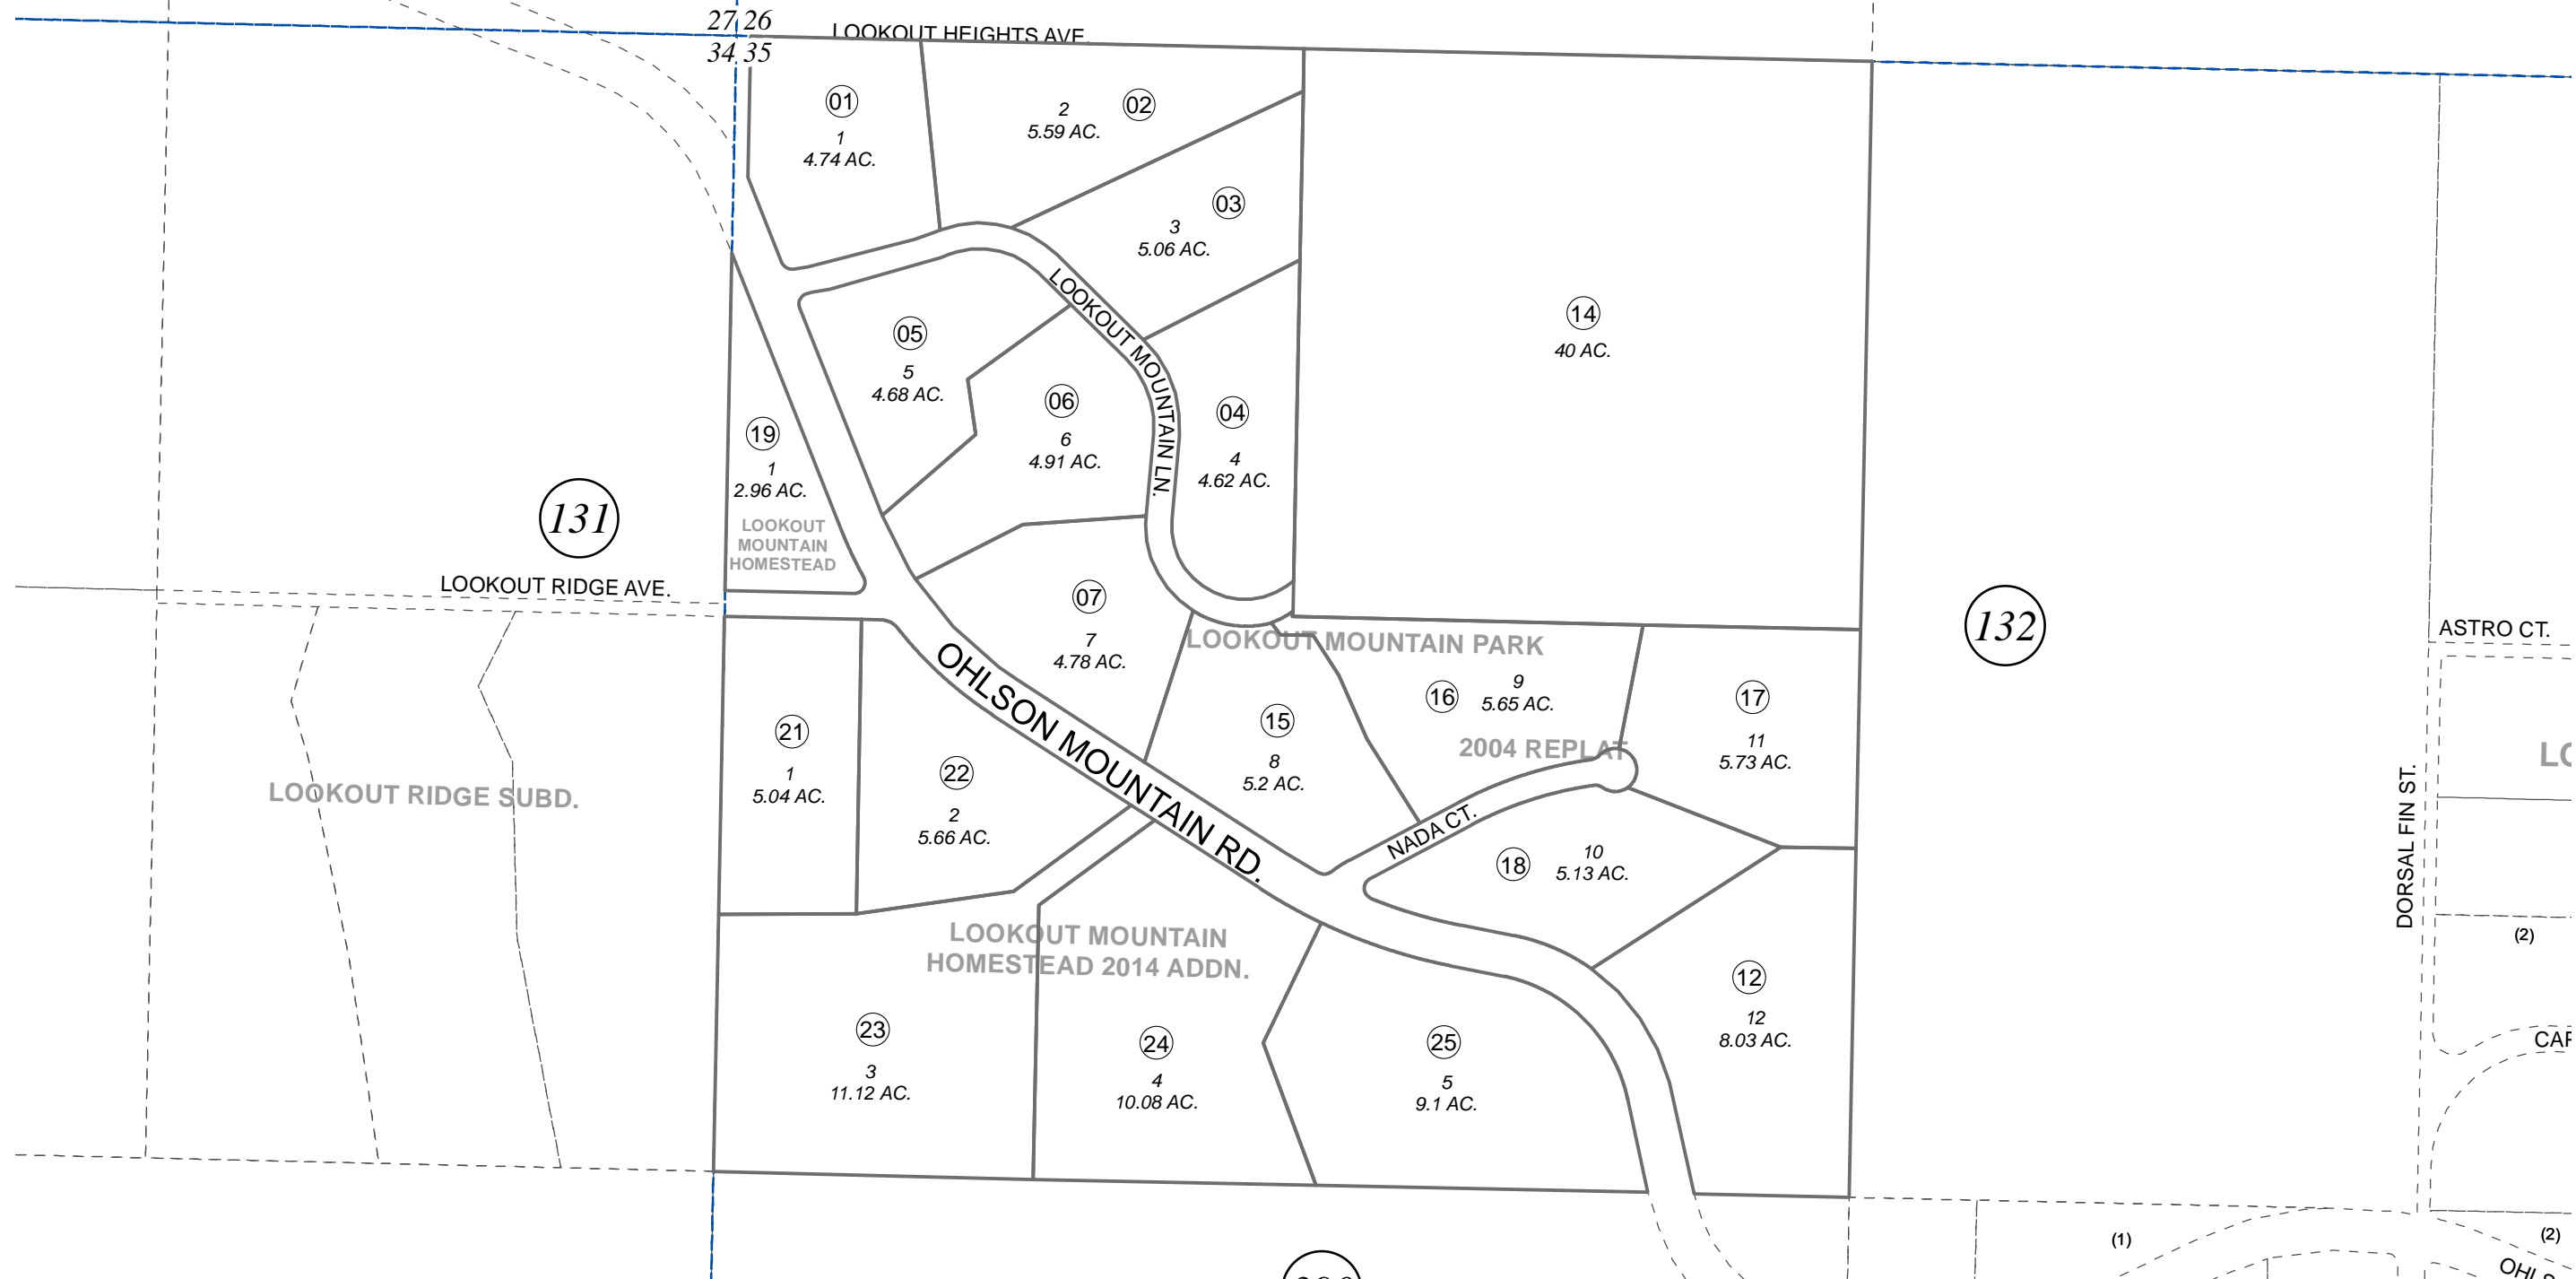 27 26
LOOKOUT HEIGHTS AVE.
34 35
01
1
4.74 AC.
2
5.59 AC.
02
03
3
5.06 AC.
14
40 AC.
LOOKOUT MOUNTAIN LN.
05
5
4.68 AC.
06
6
4.91 AC.
04
4
4.62 AC.
19
1
2.96 AC.
LOOKOUT
MOUNTAIN
HOMESTEAD
131
LOOKOUT RIDGE AVE.
07
7
4.78 AC.
132
ASTRO CT.
LOOKOUT MOUNTAIN PARK
OHLSON MOUNTAIN RD.
16
9
5.65 AC.
17
11
5.73 AC.
2004 REPLAT
21
1
5.04 AC.
22
2
5.66 AC.
15
8
5.2 AC.
LOOKOUT RIDGE SUBD.
NADA CT.
18
10
5.13 AC.
DORSAL FIN ST.
(2)
LOOKOUT MOUNTAIN
HOMESTEAD 2014 ADDN.
12
12
8.03 AC.
23
3
11.12 AC.
24
4
10.08 AC.
25
5
9.1 AC.
(1)
(2)